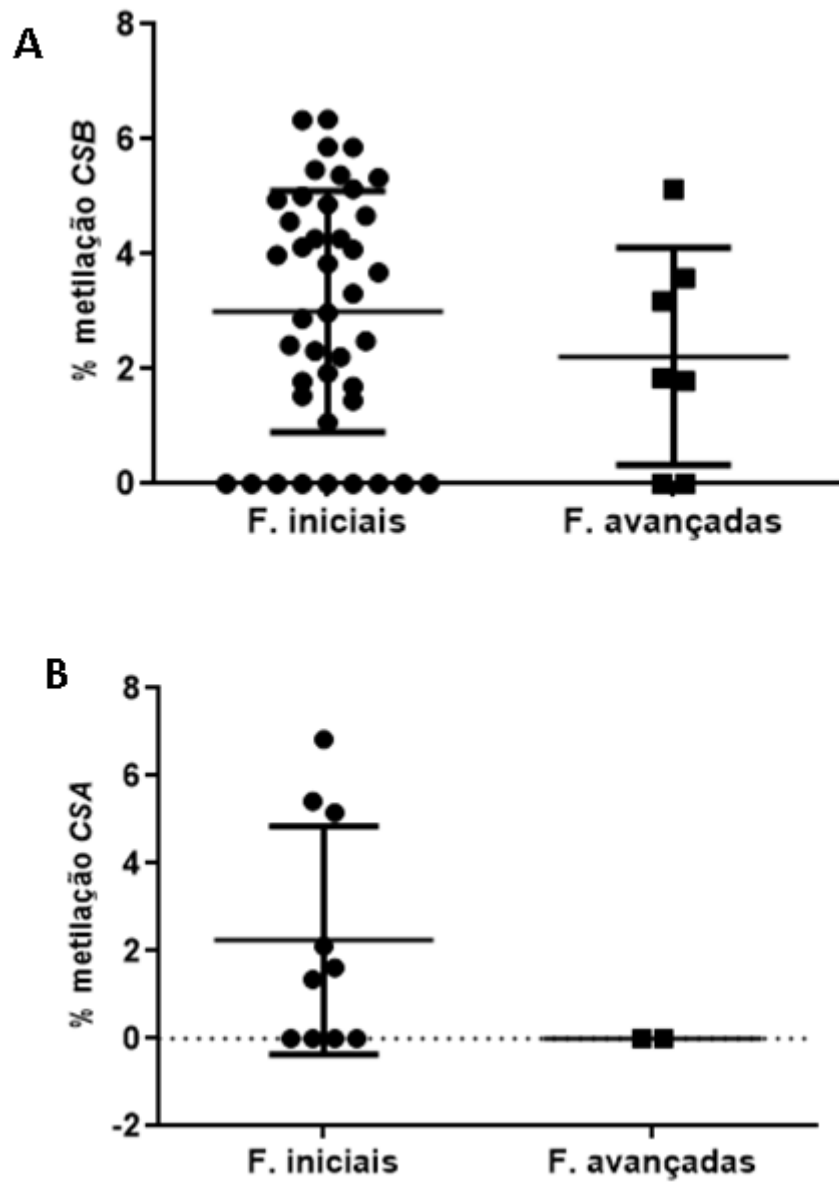 A
8
6
4
2
0
% metilação CSB
F. iniciais F. avançadas
B
8
6
4
2
0
-2
% metilação CSA
F. iniciais F. avançadas